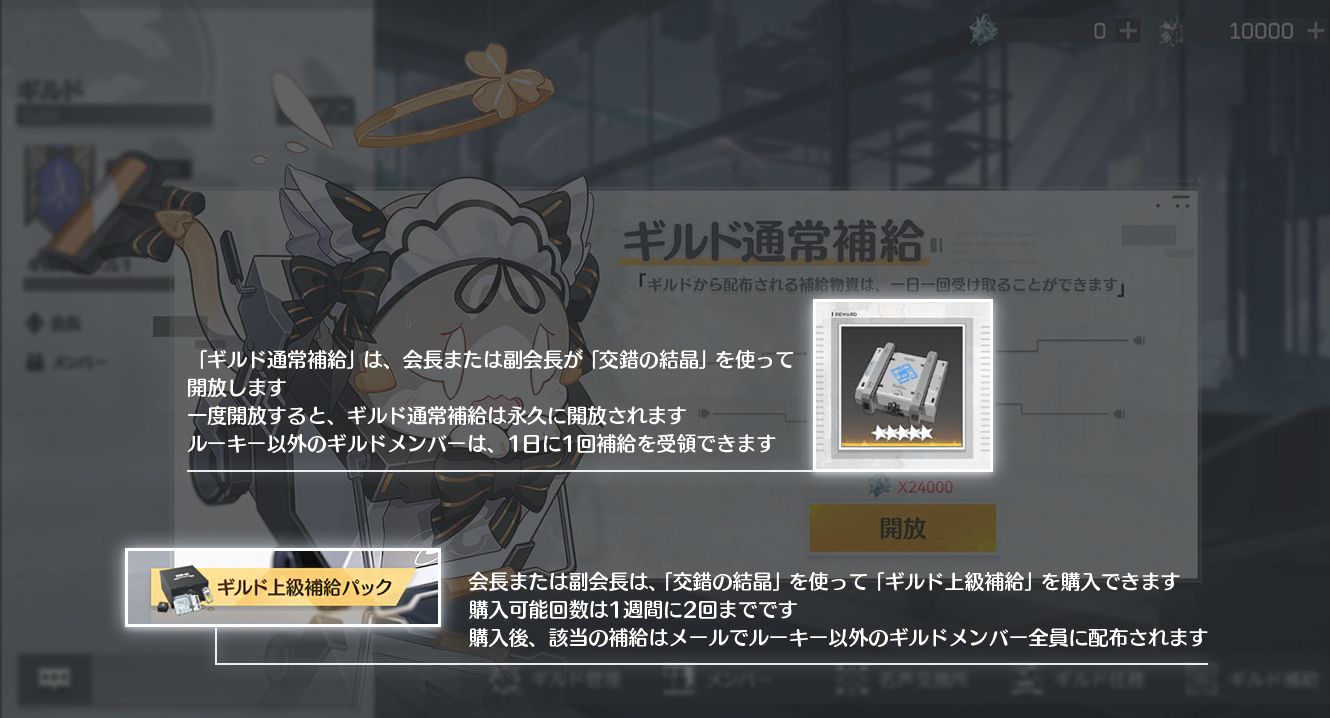 0
10000
ギルド
ギルド通常補給
「ギルドから配布される補給物資は、一日一回受け取ることができます」
REWARD
「ギルド通常補給」は、会長または副会長が「交錯の結晶」を使って
開放します
一度開放すると、ギルド通常補給は永久に開放されます
ルーキー以外のギルドメンバーは、1日に1回補給を受領できます
会長
メンバー
X24000
開放
ギルド上級補給パック
会長または副会長は、「交錯の結晶」を使って「ギルド上級補給」を購入できます
購入可能回数は1週間に2回までです
購入後、該当の補給はメールでルーキー以外のギルドメンバー全員に配布されます
ギルド管理
メンバー
名声交換所
ギルド任務
ギルド補給